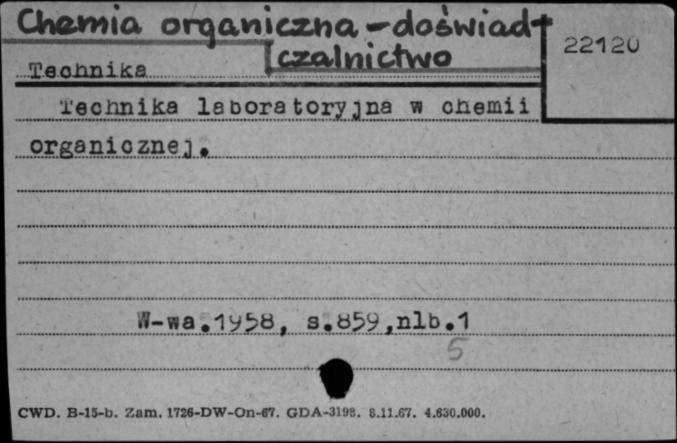 Chemia organiczna - doświad-
czalnictwo
22120
Technika
Technika laboratoryjna w chemii
organicznej.
W-wa.1958, s.859,nlb.1
5
CWD. B-15-b. Zam. 1726-DW-On-67. GDA-3198. 8.11.67. 4.630.000.